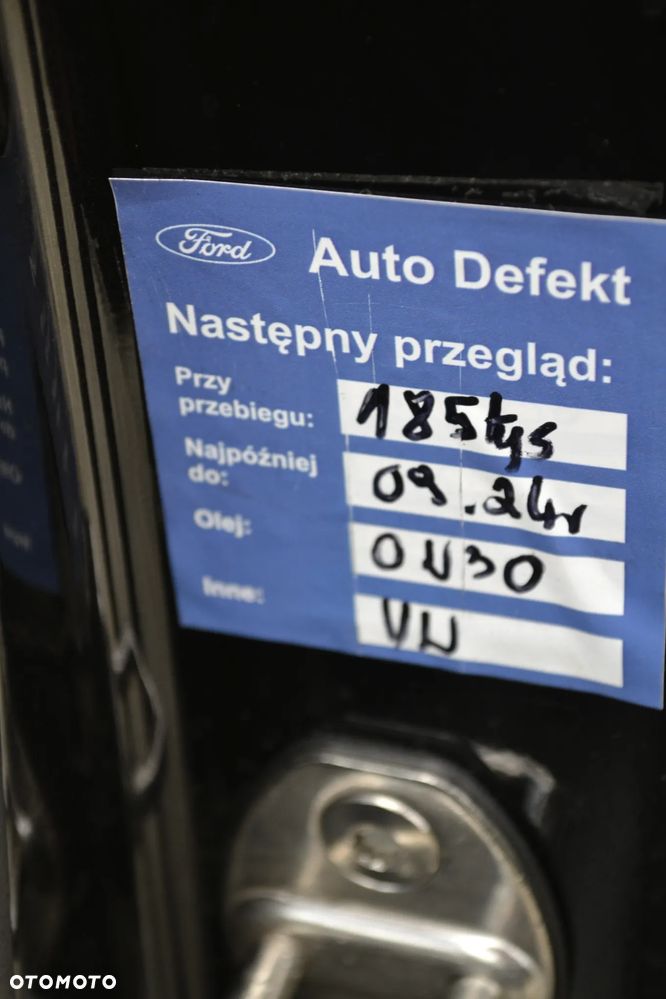 Ford Auto Defekt
Następny przegląd:
Przy przebiegu: 185tys
Najpóźniej do: 09.24r
Olej: 0W30
Inne: VW
OTOMOTO